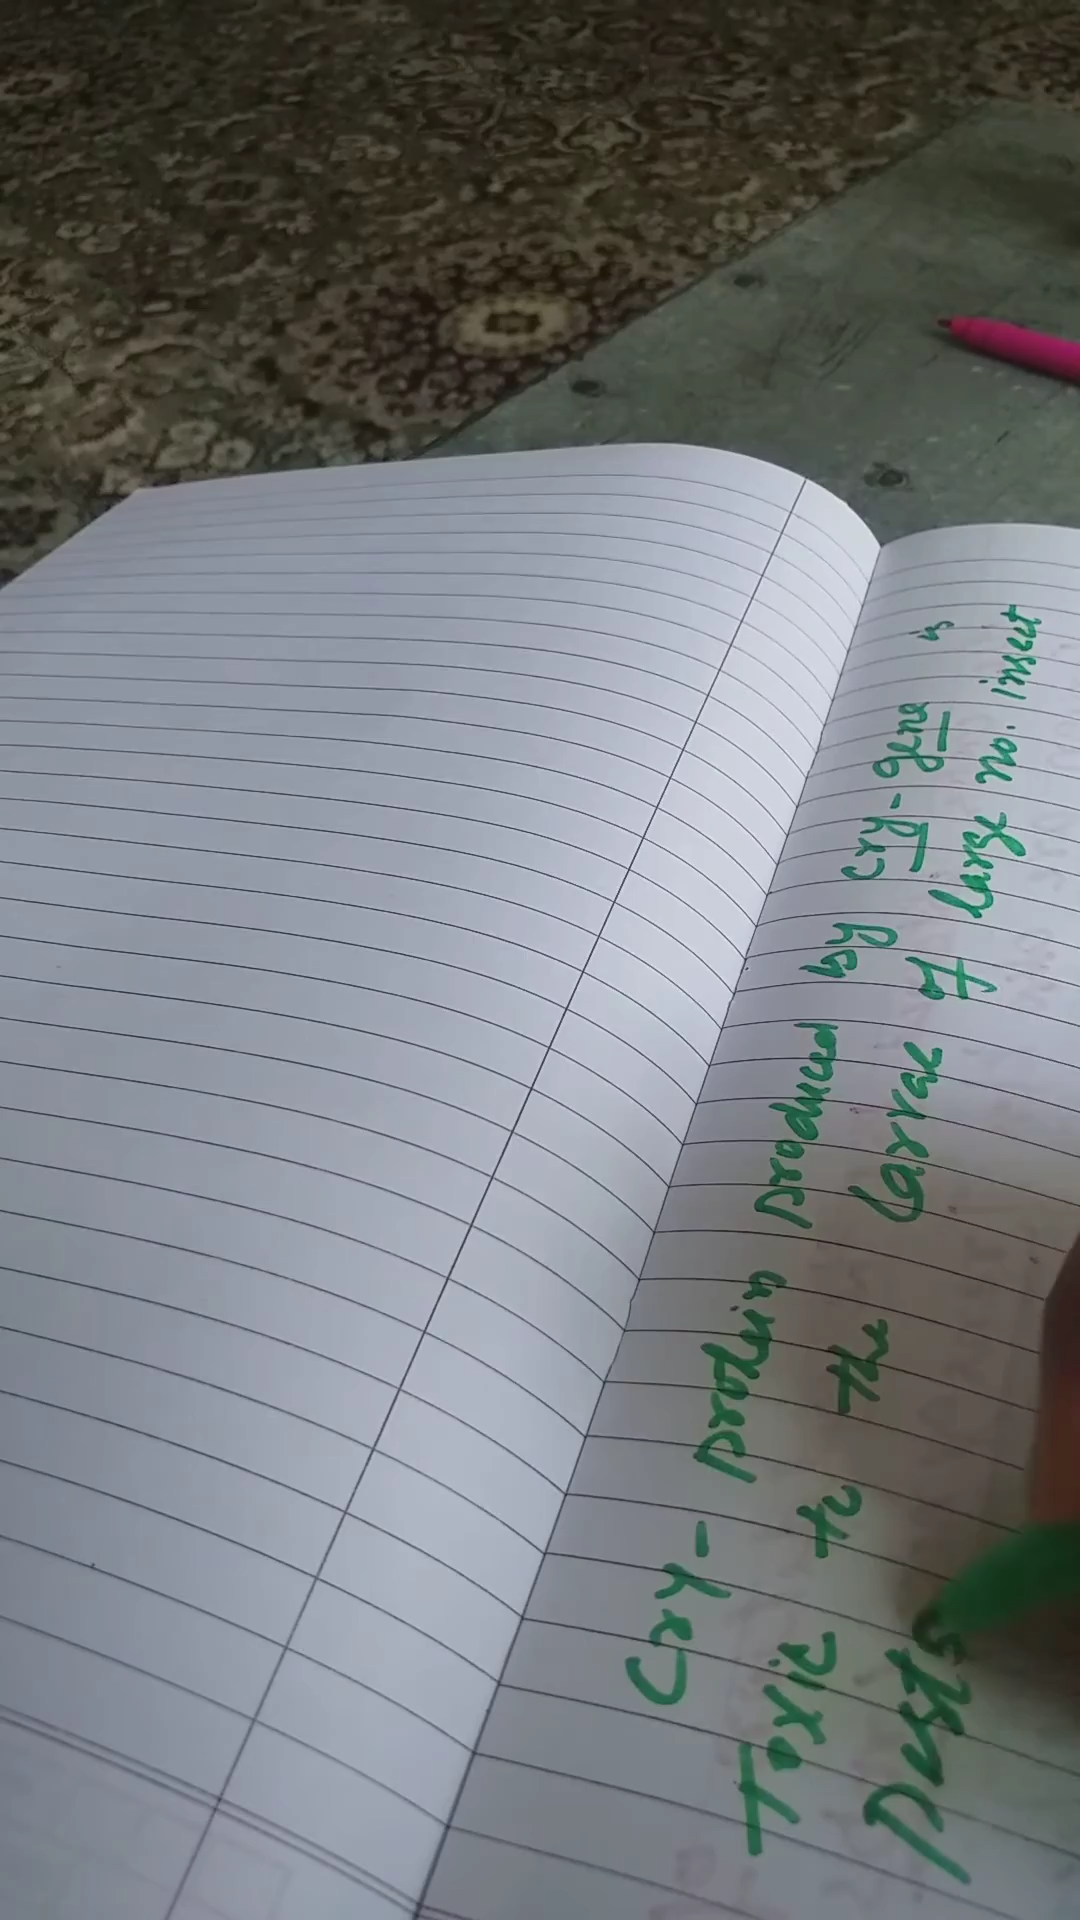 Cry- protein produced by cry-gene is
Toxic to the Larvae of large no. insect
pests